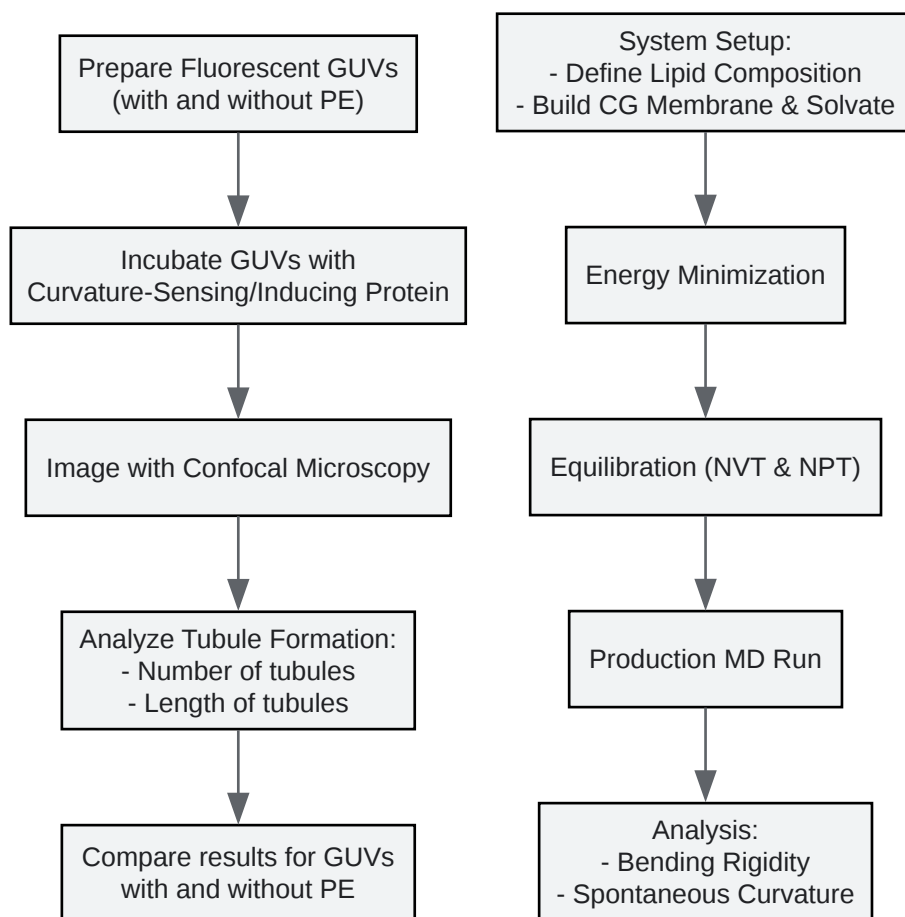 Prepare Fluorescent GUVs
(with and without PE)
Incubate GUVs with
Curvature-Sensing/Inducing Protein
Image with Confocal Microscopy
Analyze Tubule Formation:
- Number of tubules
- Length of tubules
Compare results for GUVs
with and without PE
System Setup:
- Define Lipid Composition
- Build CG Membrane & Solvate
Energy Minimization
Equilibration (NVT & NPT)
Production MD Run
Analysis:
- Bending Rigidity
- Spontaneous Curvature